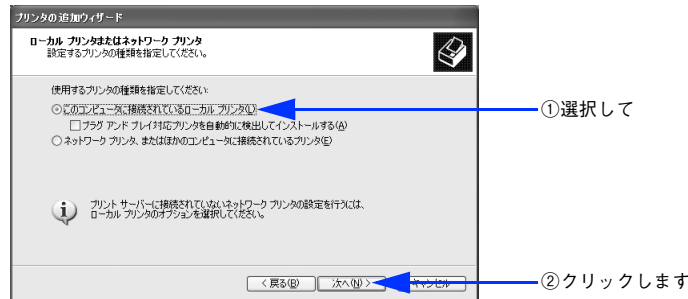 プリンタの追加ウィザード
ローカル プリンタまたはネットワーク プリンタ
設定するプリンタの種類を指定してください。
使用するプリンタの種類を指定してください:
このコンピュータに接続されているローカル プリンタ(L)
①選択して
プラグ アンド プレイ対応プリンタを自動的に検出してインストールする(A)
ネットワーク プリンタ、またはほかのコンピュータに接続されているプリンタ(E)
プリント サーバーに接続されていないネットワーク プリンタの設定を行うには、
ローカル プリンタのオプションを選択してください。
< 戻る(B) 次へ(N) > キャンセル
②クリックします